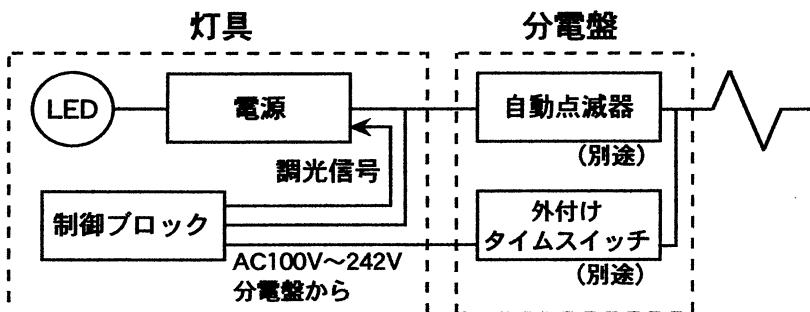 灯具
分電盤
LED
電源
自動点滅器
(別途)
調光信号
制御ブロック
外付け
タイムスイッチ
(別途)
AC100V～242V
分電盤から